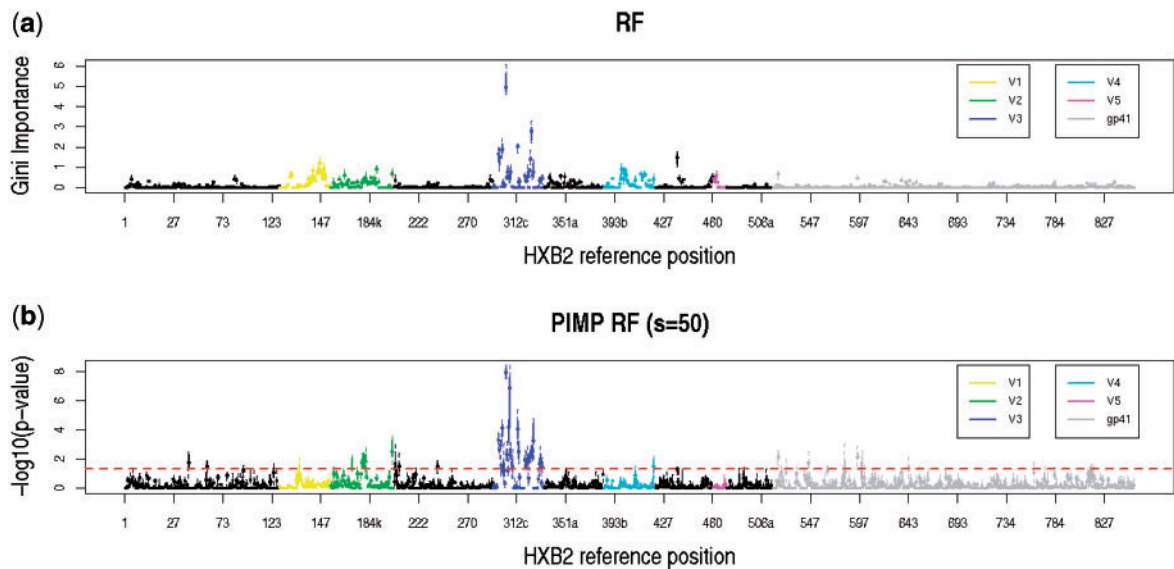 (a)
RF
Gini Importance
6
5
4
3
2
1
0
V1
V2
V3
V4
V5
gp41
1 27 73 123 147 184k 222 270 312c 351a 393b 427 460 506a 547 597 643 693 734 784 827
HXB2 reference position
(b)
PIMP RF (s=50)
-log10(p-value)
8
6
4
2
0
V1
V2
V3
V4
V5
gp41
1 27 73 123 147 184k 222 270 312c 351a 393b 427 460 506a 547 597 643 693 734 784 827
HXB2 reference position